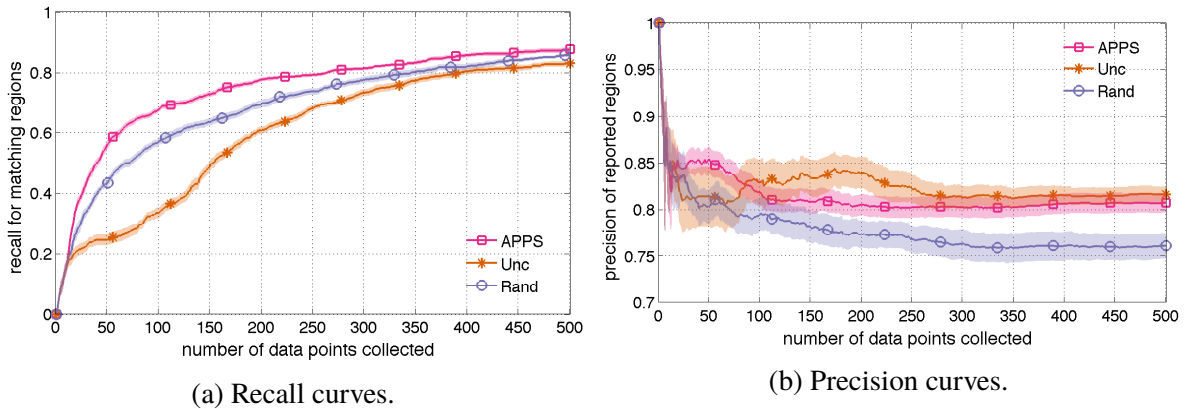 1
0.8
0.6
0.4
0.2
0
recall for matching regions
APPS
Unc
Rand
0 50 100 150 200 250 300 350 400 450 500
number of data points collected
(a) Recall curves.
1
0.95
0.9
0.85
0.8
0.75
0.7
precision of reported regions
APPS
Unc
Rand
0 50 100 150 200 250 300 350 400 450 500
number of data points collected
(b) Precision curves.